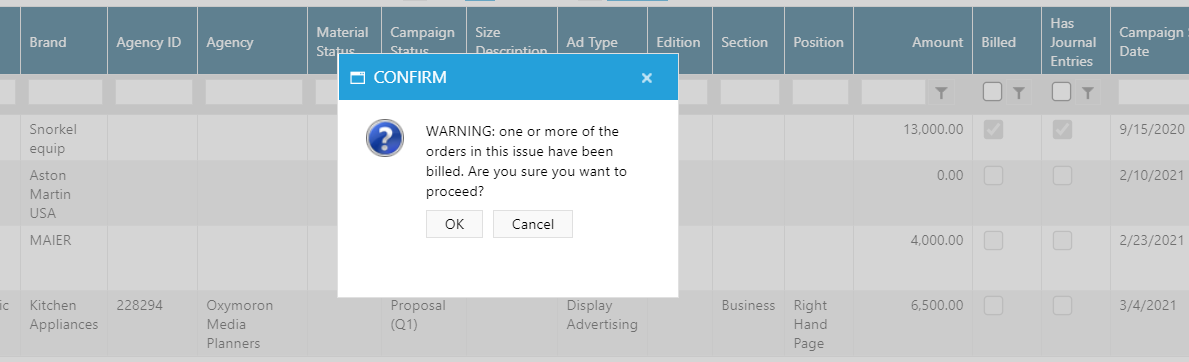 Brand
Agency ID
Agency
Material
Status
Campaign
Status
Size
Description
Ad Type
Edition
Section
Position
Amount
Billed
Has
Journal
Entries
Campaign
Date
CONFIRM
WARNING: one or more of the
orders in this issue have been
billed. Are you sure you want to
proceed?
OK
Cancel
Snorkel
equip
13,000.00
9/15/2020
Aston
Martin
USA
0.00
2/10/2021
MAIER
4,000.00
2/23/2021
ic
Kitchen
Appliances
228294
Oxymoron
Media
Planners
Proposal
(Q1)
Display
Advertising
Business
Right
Hand
Page
6,500.00
3/4/2021